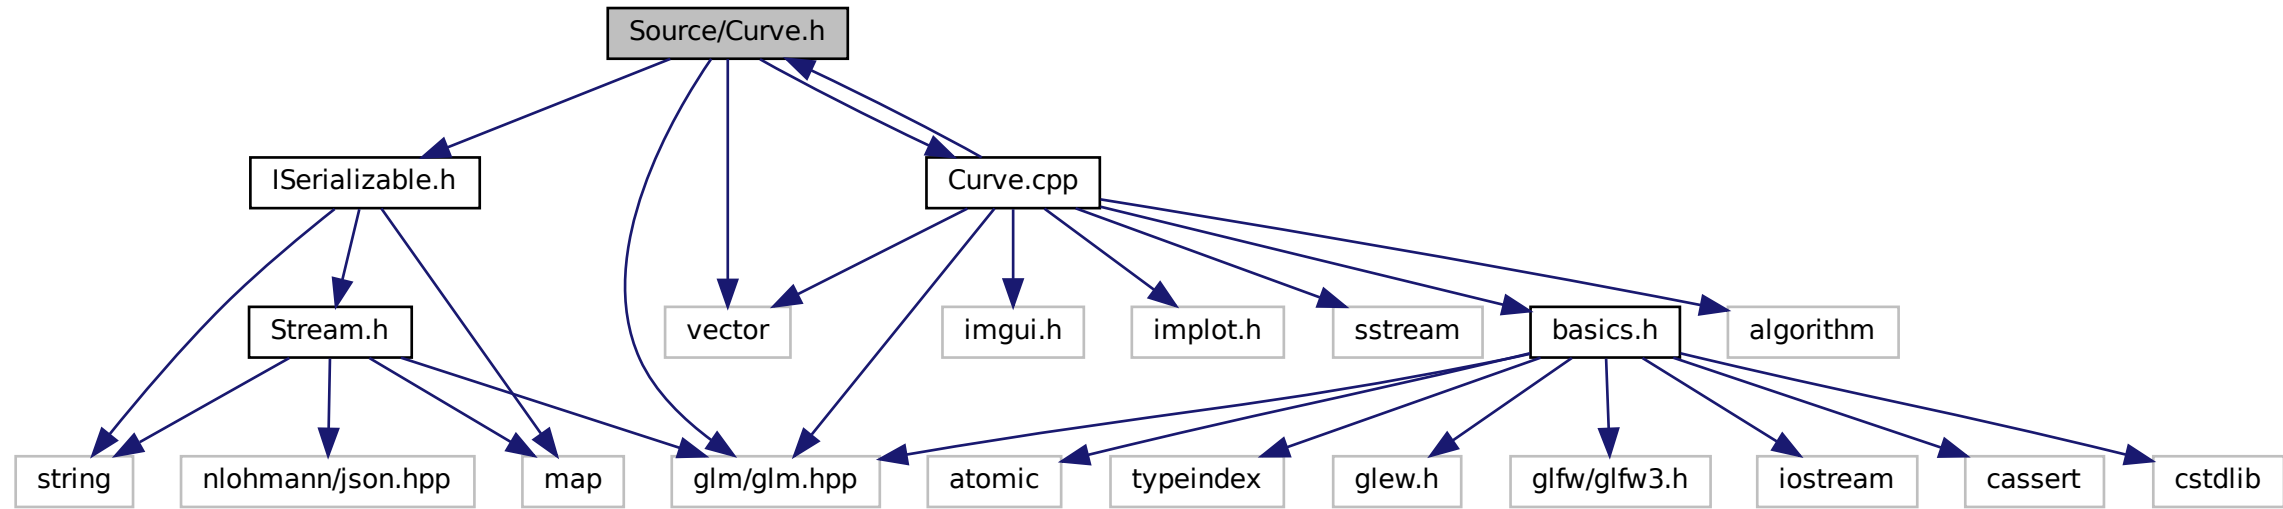 Source/Curve.h
ISerializable.h
Curve.cpp
Stream.h
vector
imgui.h
implot.h
sstream
basics.h
algorithm
string
nlohmann/json.hpp
map
glm/glm.hpp
atomic
typeindex
glew.h
glfw/glfw3.h
iostream
cassert
cstdlib